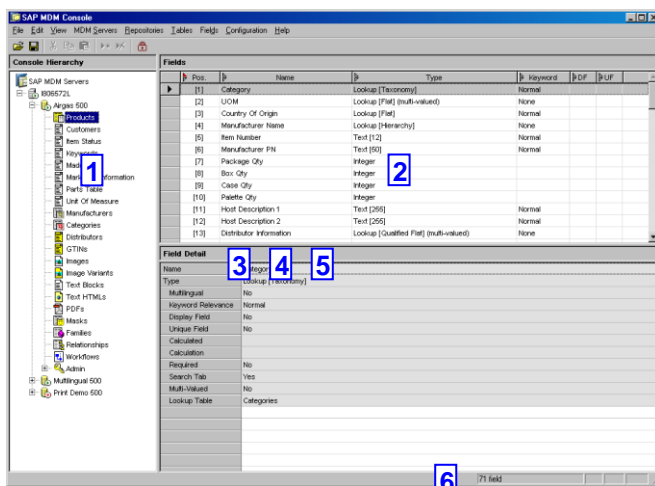 SAP MDM Console
File Edit View MDM Servers Repositories Tables Fields Configuration Help
Console Hierarchy
SAP MDM Servers
I806572L
Airgas 500
Products
Customers
Item Status
Keywords
Mark ormation
Parts Table
Unit Of Measure
Manufacturers
Categories
Distributors
GTINs
Images
Image Variants
Text Blocks
Text HTMLs
PDFs
Masks
Families
Relationships
Workflows
Admin
Multilingual 500
Print Demo 500
1
Fields
Pos. Name Type Keyword DF UF
[1] Category Lookup [Taxonomy] Normal
[2] UOM Lookup [Flat] (multi-valued) None
[3] Country Of Origin Lookup [Flat] Normal
[4] Manufacturer Name Lookup [Hierarchy] None
[5] Item Number Text [12] Normal
[6] Manufacturer PN Text [50] Normal
[7] Package Qty Integer
[8] Box Qty Integer
[9] Case Qty Integer
[10] Palette Qty Integer
[11] Host Description 1 Text [255] Normal
[12] Host Description 2 Text [255] Normal
[13] Distributor Information Lookup [Qualified Flat] (multi-valued) None
2
Field Detail
3 4 5
Name Category
Type Lookup [Taxonomy]
Multilingual No
Keyword Relevance Normal
Display Field No
Unique Field No
Calculated
Calculation
Required No
Search Tab Yes
Multi-Valued No
Lookup Table Categories
6
71 field